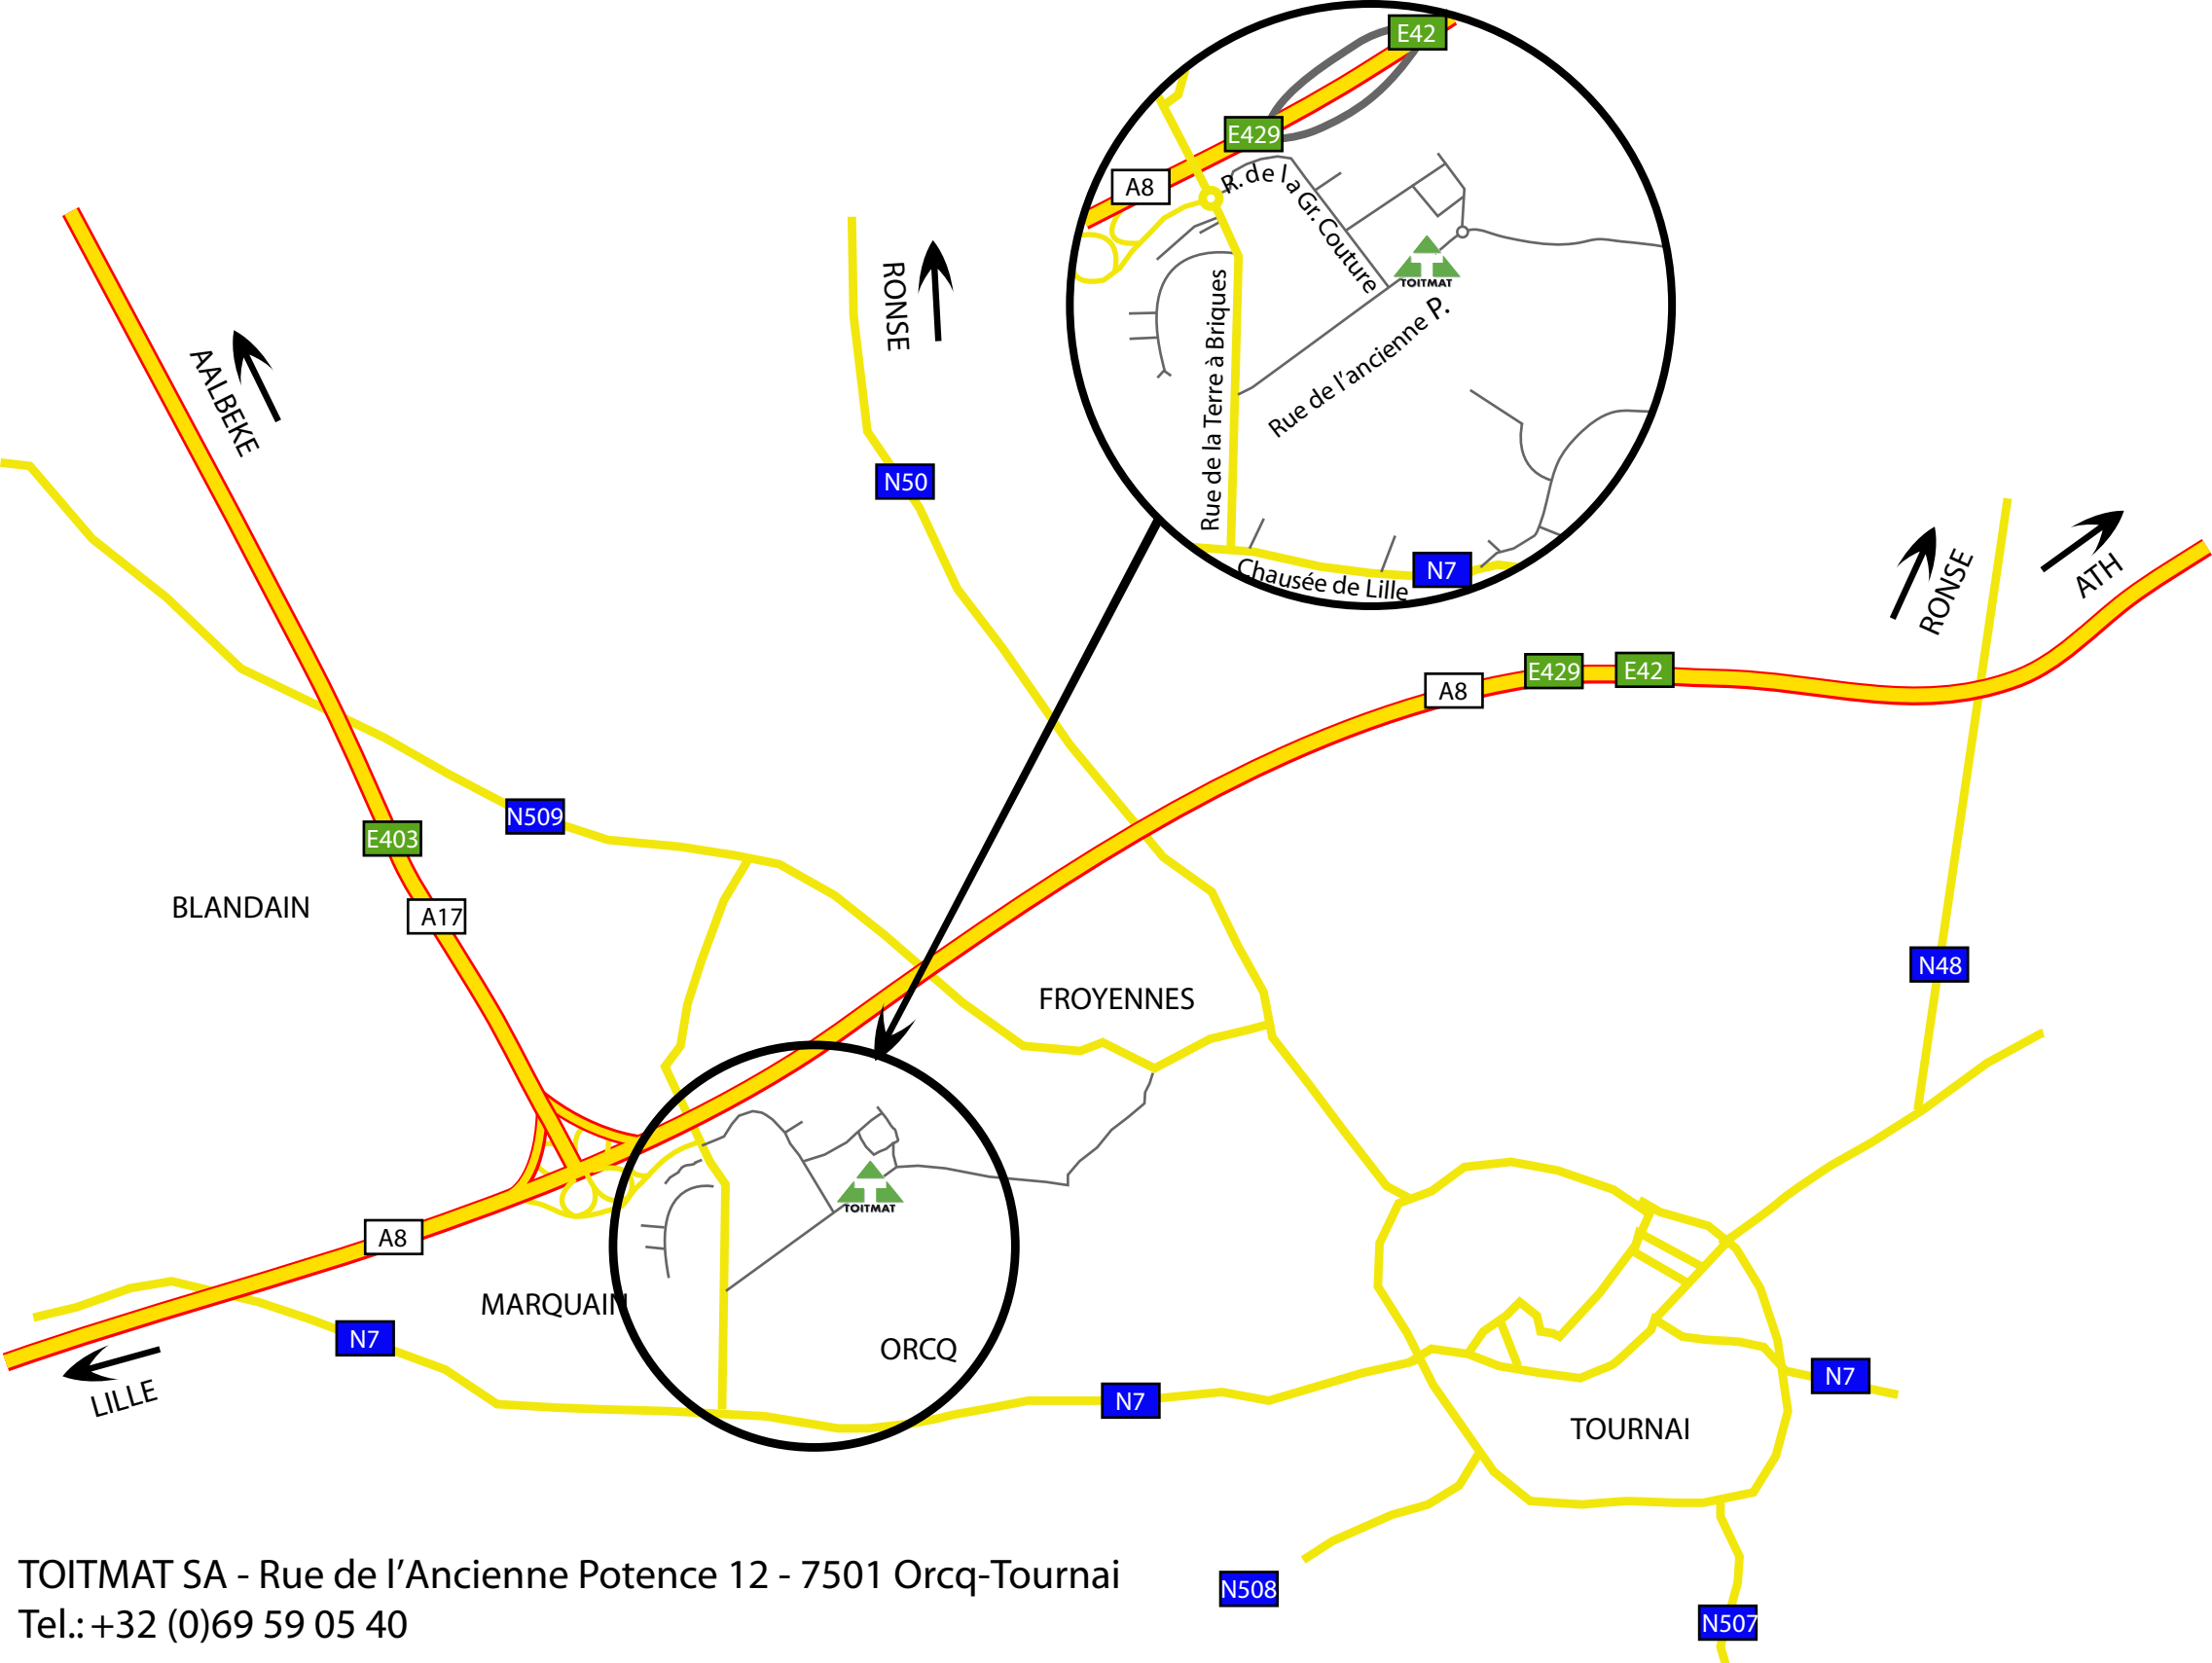 E42
E429
A8
R. de la Gr. Couture
TOITMAT
Rue de l'ancienne P.
Rue de la Terre à Briques
Chausée de Lille
N7
AALBEKE
RONSE
N50
RONSE
ATH
A8
E429
E42
N509
E403
A17
BLANDAIN
FROYENNES
N48
TOITMAT
A8
MARQUAIN
N7
ORCQ
LILLE
N7
N7
TOURNAI
N508
N507
TOITMAT SA - Rue de l'Ancienne Potence 12 - 7501 Orcq-Tournai
Tel.: +32 (0)69 59 05 40